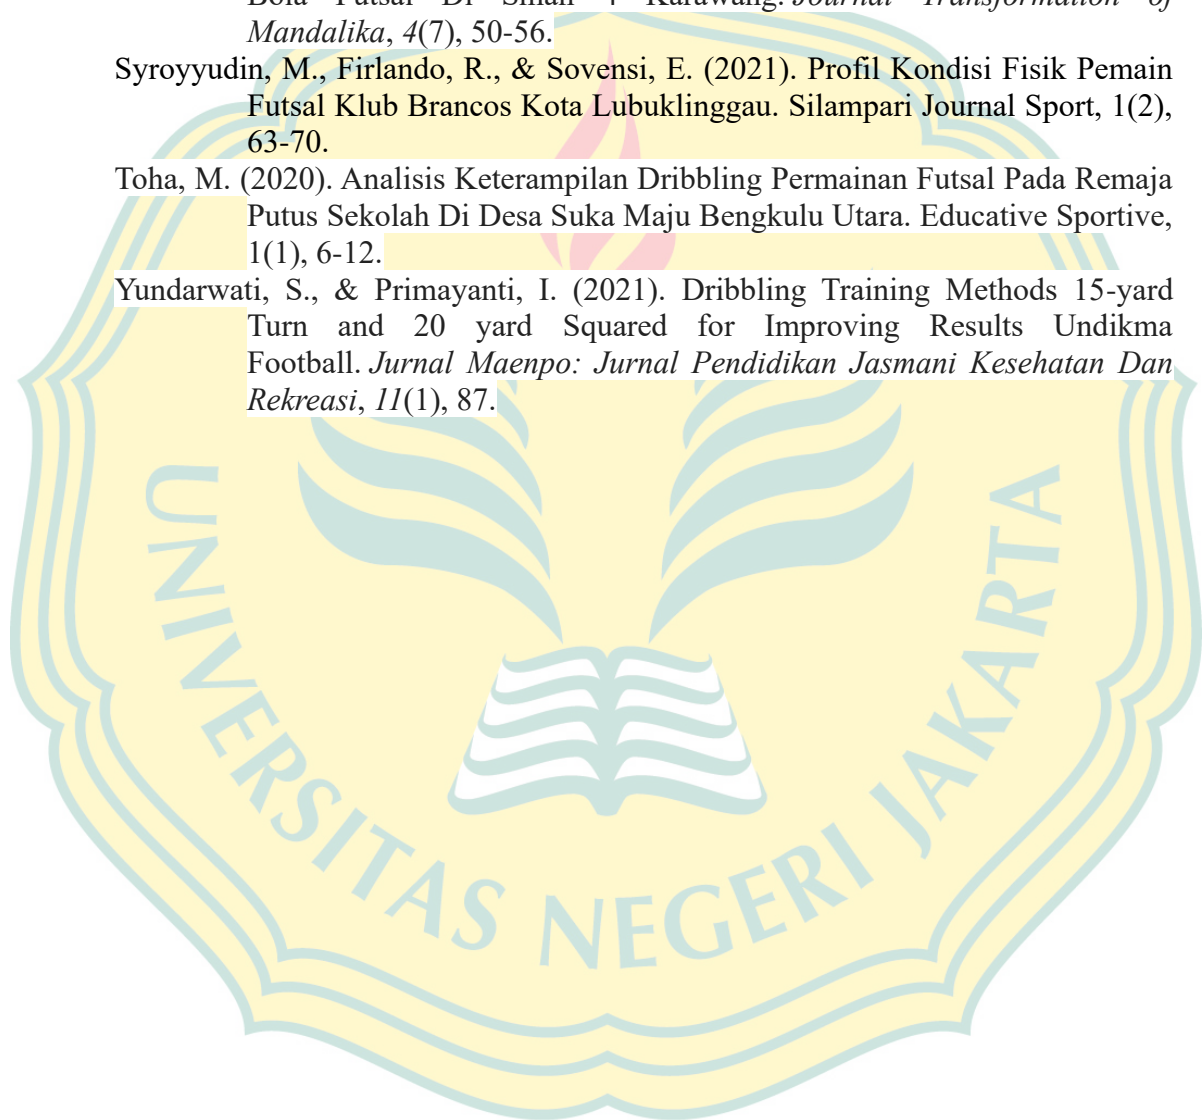 Bola Futsal Di Sman 4 Karawang. Journal Transformation of
Mandalika, 4(7), 50-56.
Syroyyudin, M., Firlando, R., & Sovensi, E. (2021). Profil Kondisi Fisik Pemain
Futsal Klub Brancos Kota Lubuklinggau. Silampari Journal Sport, 1(2),
63-70.
Toha, M. (2020). Analisis Keterampilan Dribbling Permainan Futsal Pada Remaja
Putus Sekolah Di Desa Suka Maju Bengkulu Utara. Educative Sportive,
1(1), 6-12.
Yundarwati, S., & Primayanti, I. (2021). Dribbling Training Methods 15-yard
Turn and 20 yard Squared for Improving Results Undikma
Football. Jurnal Maenpo: Jurnal Pendidikan Jasmani Kesehatan Dan
Rekreasi, 11(1), 87.
UNIVERSITAS NEGERI JAKARTA